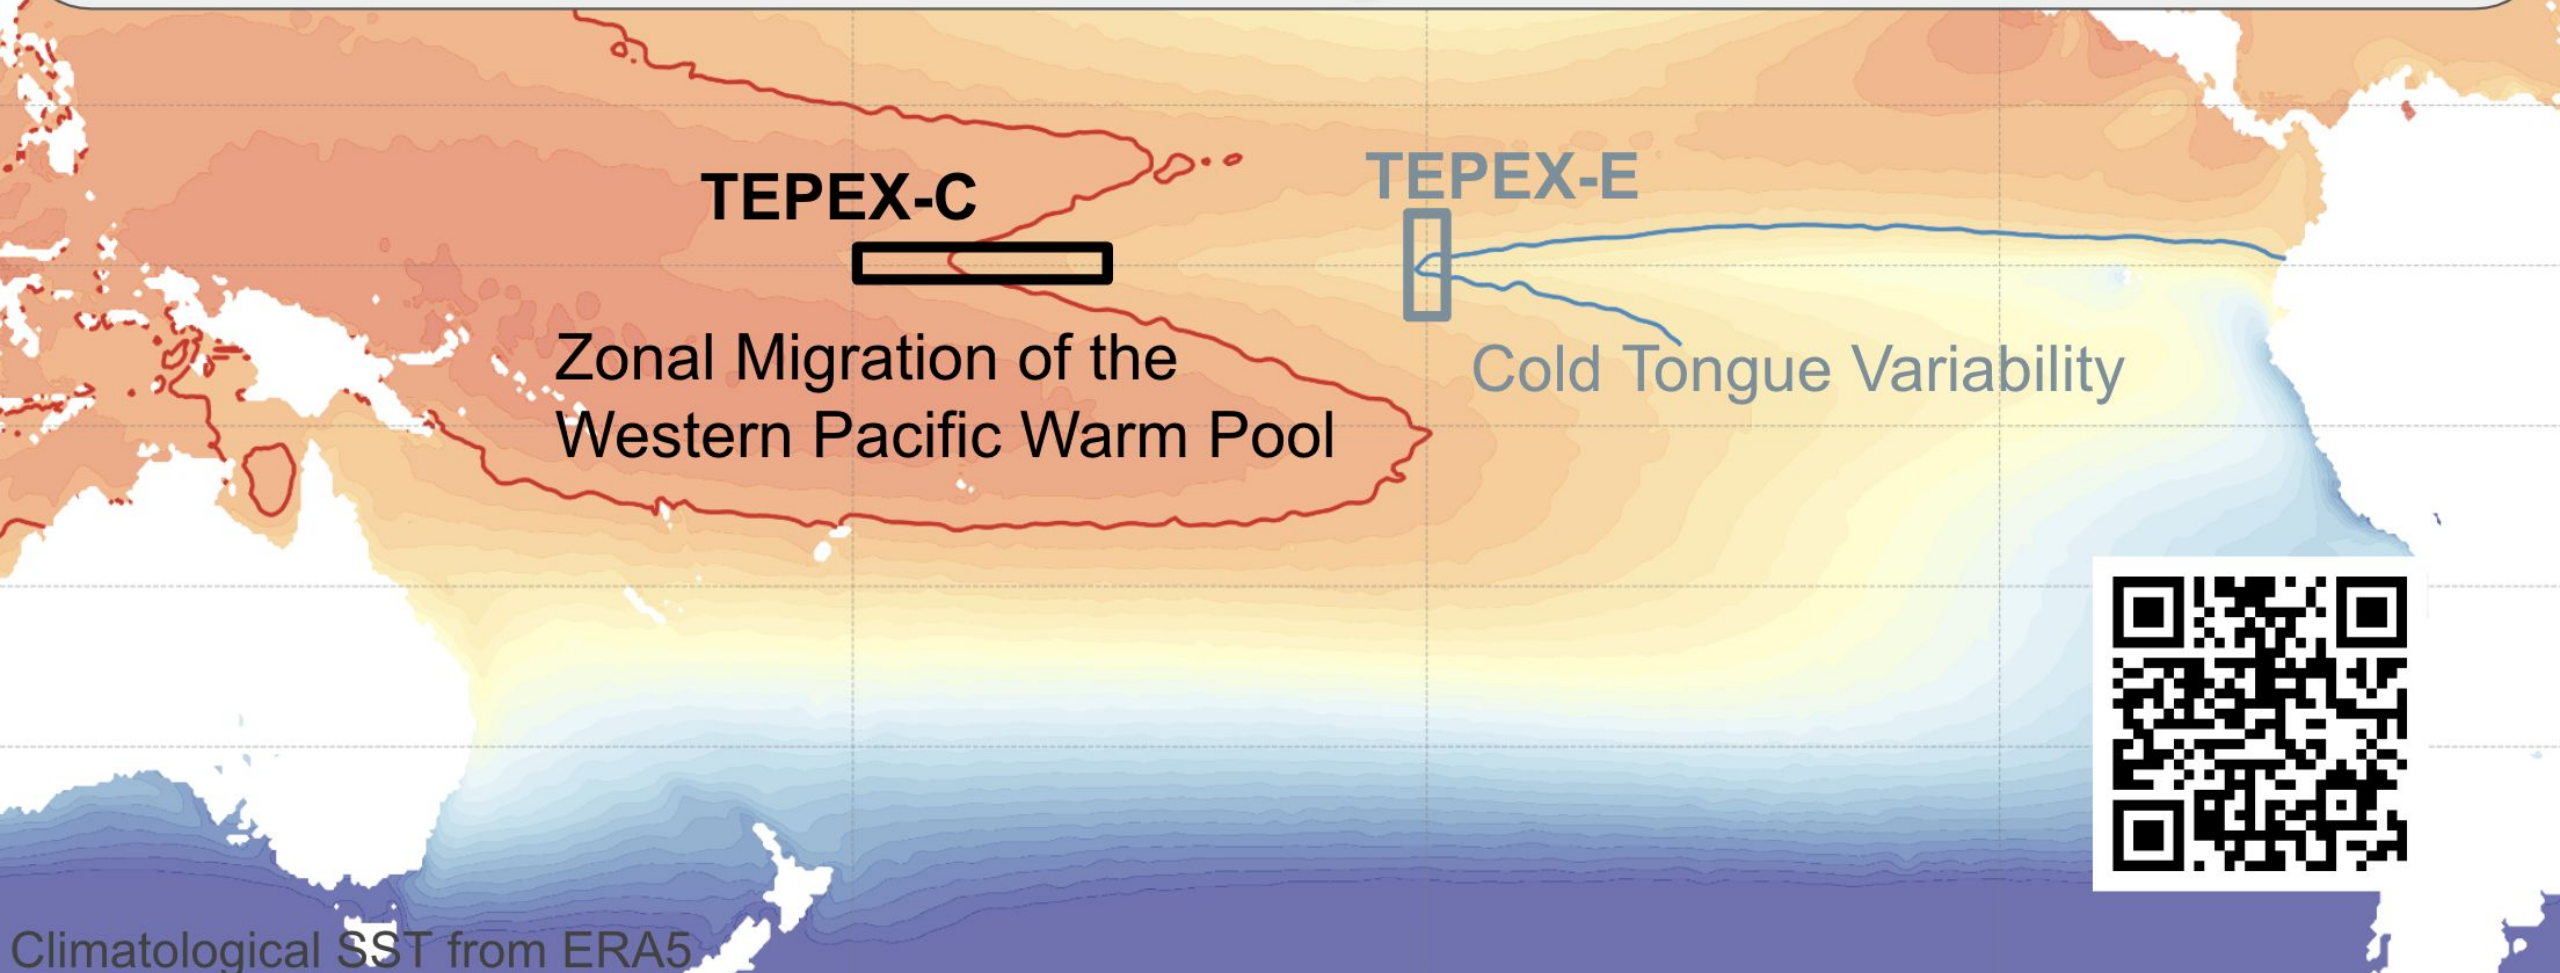 TEPEX-C
TEPEX-E
Zonal Migration of the
Western Pacific Warm Pool
Cold Tongue Variability
Climatological SST from ERA5